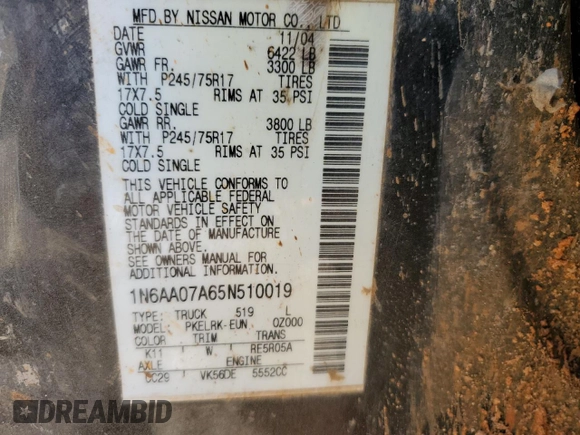 MFD.BY NISSAN MOTOR CO., LTD
DATE 11/04
GVWR 6422 LB
GAWR FR. 3300 LB
WITH P245/75R17 TIRES
17X7.5 RIMS AT 35 PSI
COLD SINGLE
GAWR RR. 3800 LB
WITH P245/75R17 TIRES
17X7.5 RIMS AT 35 PSI
COLD SINGLE
THIS VEHICLE CONFORMS TO
ALL APPLICABLE FEDERAL
MOTOR VEHICLE SAFETY
STANDARDS IN EFFECT ON
THE DATE OF MANUFACTURE
SHOWN ABOVE.
SEE OWNERS MANUAL FOR
ADDITIONAL INFORMATION
1N6AA07A65N510019
TYPE: TRUCK 519 L
MODEL: PKELRK-EUN 0Z000
COLOR TRIM TRANS
K11 W RE5R05A
AXLE ENGINE
CC29 VK56DE 5552CC
DREAMBID